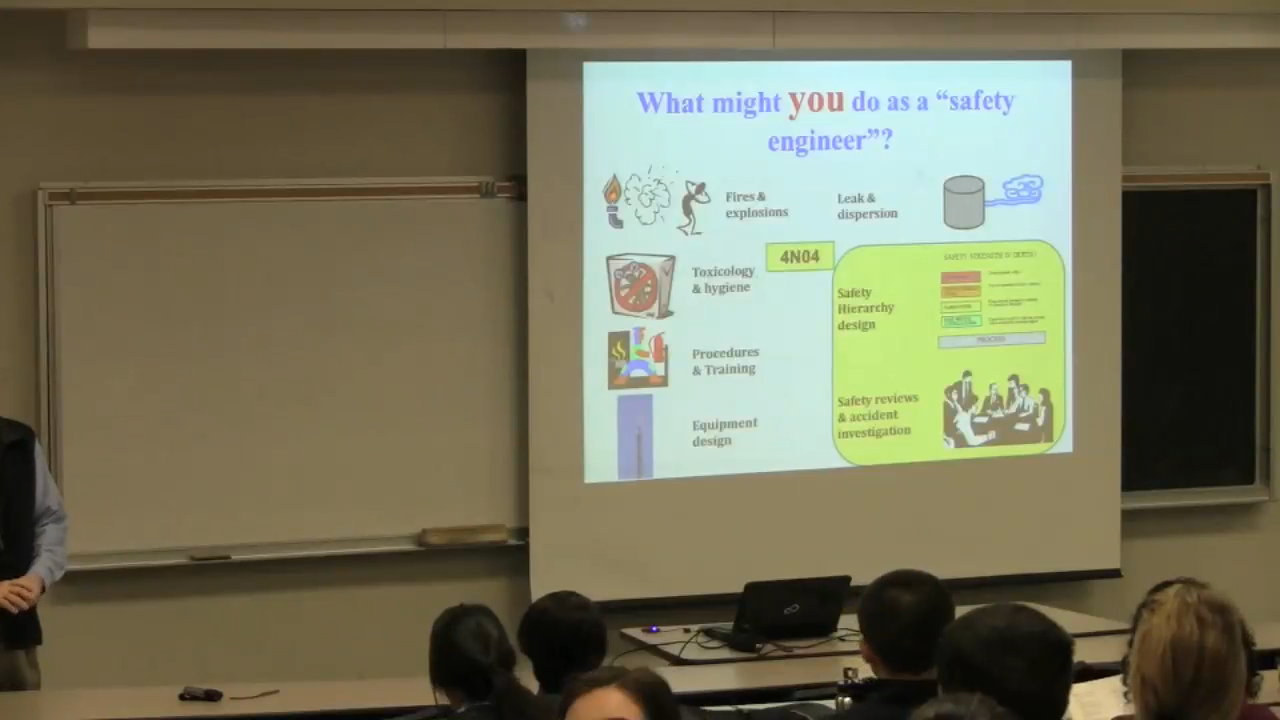 What might you do as a “safety
engineer”?
Fires &
explosions
Leak &
dispersion
Toxicology
& hygiene
4N04
Safety
Hierarchy
design
PROCESS
Procedures
& Training
Equipment
design
Safety reviews
& accident
investigation